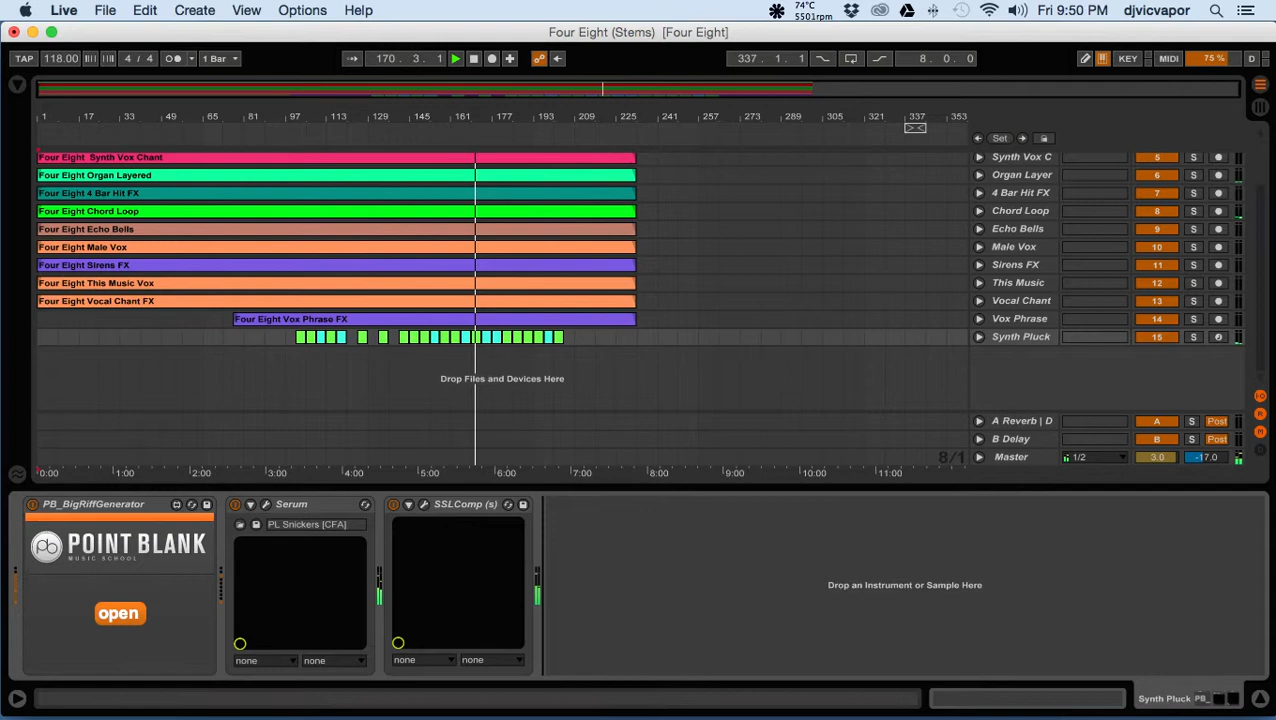 Live File Edit Create View Options Help 74°C 5501rpm Fri 9:50 PM djvicvapor
Four Eight (Stems) [Four Eight]
TAP 118.00 4 / 4 1 Bar 170. 3. 1 337. 1. 1 8. 0. 0 KEY MIDI 75 % D
1 17 33 49 65 81 97 113 129 145 161 177 193 209 225 241 257 273 289 305 321 337 353
Set
Four Eight Synth Vox Chant Synth Vox C 5 S
Four Eight Organ Layered Organ Layer 6 S
Four Eight 4 Bar Hit FX 4 Bar Hit FX 7 S
Four Eight Chord Loop Chord Loop 8 S
Four Eight Echo Bells Echo Bells 9 S
Four Eight Male Vox Male Vox 10 S
Four Eight Sirens FX Sirens FX 11 S
Four Eight This Music Vox This Music 12 S
Four Eight Vocal Chant FX Vocal Chant 13 S
Four Eight Vox Phrase FX Vox Phrase 14 S
Synth Pluck 15 S
Drop Files and Devices Here
A Reverb | D A S Post
B Delay B S Post
8/1 Master 1/2 3.0 -17.0
0:00 1:00 2:00 3:00 4:00 5:00 6:00 7:00 8:00 9:00 10:00 11:00
PB_BigRiffGenerator Serum SSLComp (s)
PL Snickers [CFA]
pb POINT BLANK
MUSIC SCHOOL
Drop an Instrument or Sample Here
open
none none none none
Synth Pluck PB_